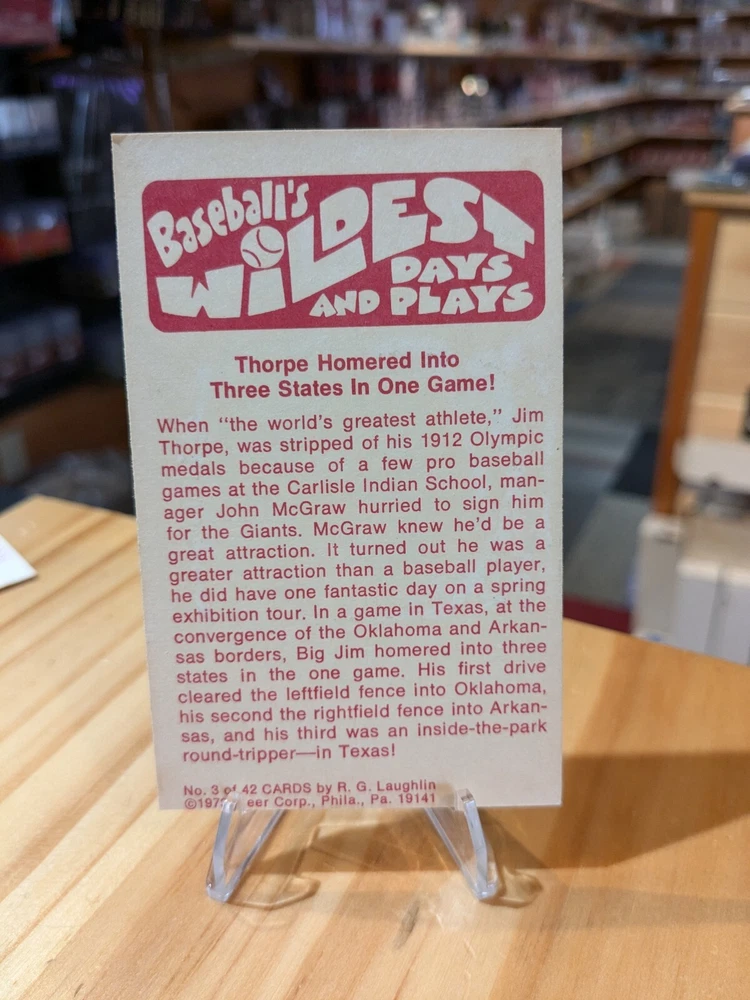 Baseball's
WILDEST
DAYS
AND PLAYS
Thorpe Homered Into
Three States In One Game!
When "the world's greatest athlete," Jim
Thorpe, was stripped of his 1912 Olympic
medals because of a few pro baseball
games at the Carlisle Indian School, man-
ager John McGraw hurried to sign him
for the Giants. McGraw knew he'd be a
great attraction. It turned out he was a
greater attraction than a baseball player,
he did have one fantastic day on a spring
exhibition tour. In a game in Texas, at the
convergence of the Oklahoma and Arkan-
sas borders, Big Jim homered into three
states in the one game. His first drive
cleared the leftfield fence into Oklahoma,
his second the rightfield fence into Arkan-
sas, and his third was an inside-the-park
round-tripper—in Texas!
No. 3 of 42 CARDS by R. G. Laughlin
Corp., Phila., Pa. 19141